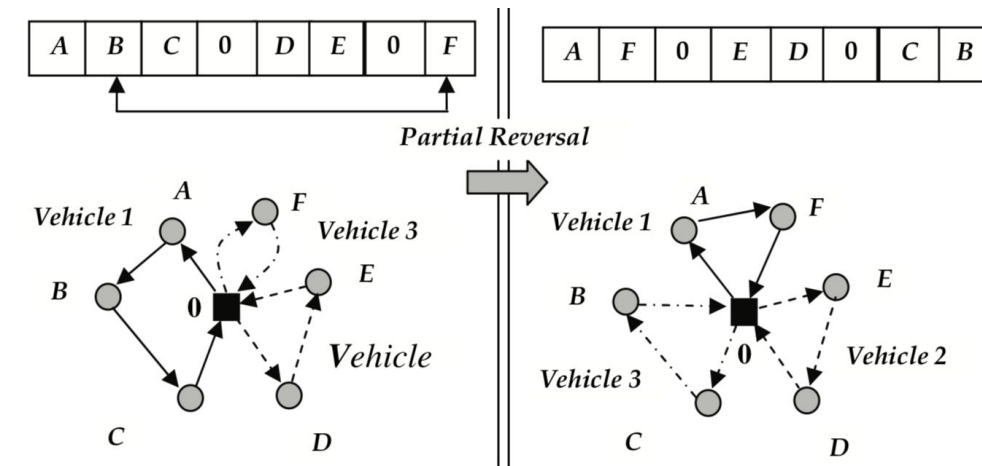 A B C 0 D E 0 F
A F 0 E D 0 C B
Partial Reversal
A
F
Vehicle 1
Vehicle 3
B
E
0
Vehicle
C
D
A
F
Vehicle 1
B
E
0
Vehicle 2
Vehicle 3
C
D